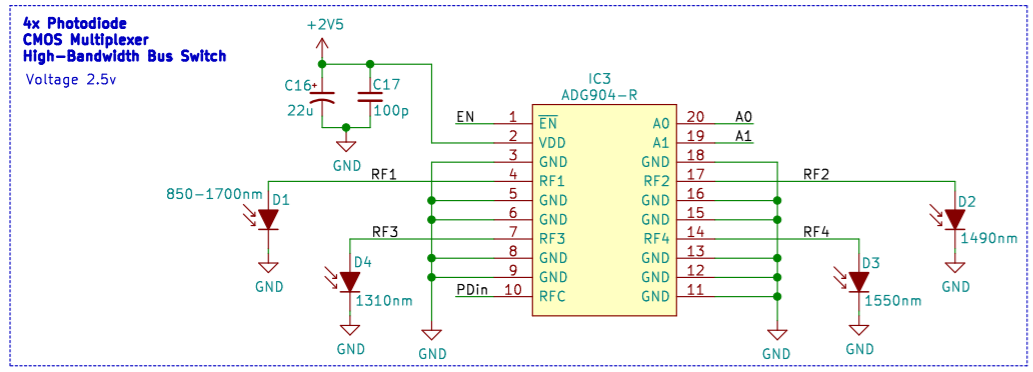 4x Photodiode
CMOS Multiplexer
High-Bandwidth Bus Switch
Voltage 2.5v
+2V5
C16
+
22u
C17
100p
GND
IC3
ADG904-R
EN
1
EN
2
VDD
3
GND
RF1
4
RF1
5
GND
6
GND
RF3
7
RF3
8
GND
9
GND
PDin
10
RFC
A0
20
A0
A1
19
A1
GND
18
RF2
17
RF2
GND
16
GND
15
RF4
14
RF4
GND
13
GND
12
GND
11
850-1700nm
D1
GND
D4
1310nm
GND
GND
GND
D3
1550nm
GND
D2
1490nm
GND